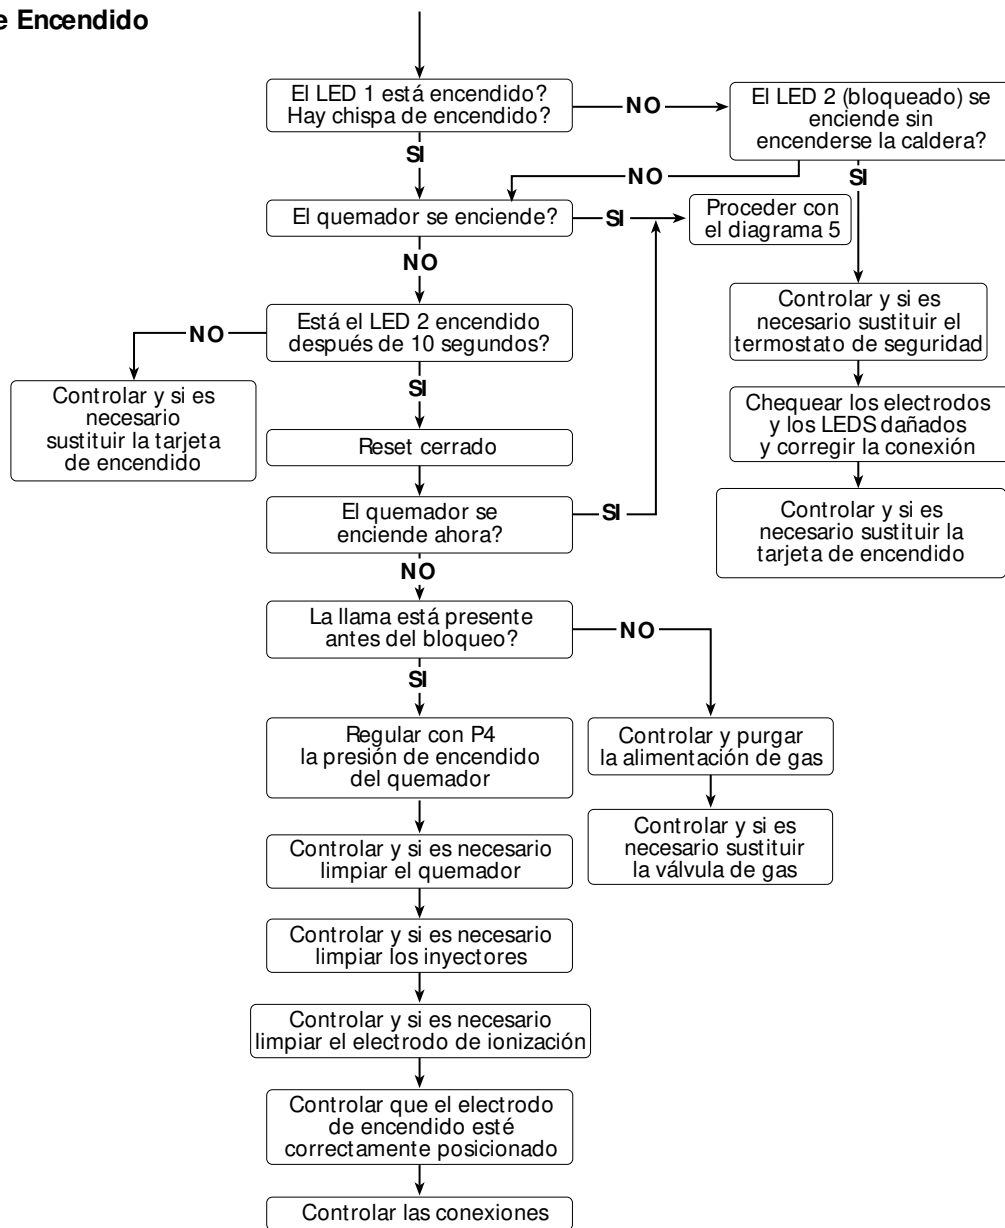 e Encendido
El LED 1 está encendido?
Hay chispa de encendido?
NO
El LED 2 (bloqueado) se
enciende sin
encenderse la caldera?
SI
NO
SI
El quemador se enciende?
SI
Proceder con
el diagrama 5
NO
Controlar y si es
necesario sustituir el
termostato de seguridad
Está el LED 2 encendido
después de 10 segundos?
NO
SI
Controlar y si es
necesario
sustituir la tarjeta
de encendido
Chequear los electrodos
y los LEDS dañados
y corregir la conexión
Reset cerrado
El quemador se
enciende ahora?
SI
Controlar y si es
necesario sustituir la
tarjeta de encendido
NO
La llama está presente
antes del bloqueo?
NO
SI
Regular con P4
la presión de encendido
del quemador
Controlar y purgar
la alimentación de gas
Controlar y si es
necesario sustituir
la válvula de gas
Controlar y si es necesario
limpiar el quemador
Controlar y si es necesario
limpiar los inyectores
Controlar y si es necesario
limpiar el electrodo de ionización
Controlar que el electrodo
de encendido esté
correctamente posicionado
Controlar las conexiones